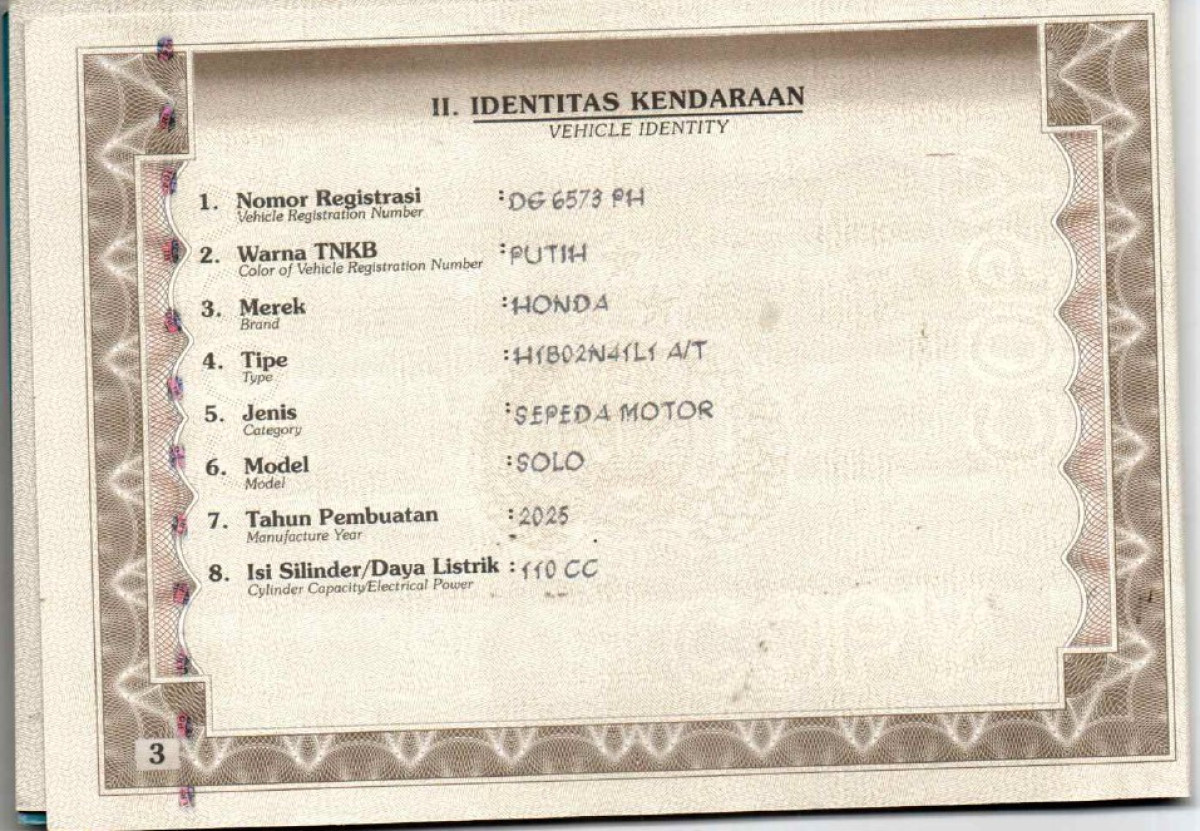 II. IDENTITAS KENDARAAN
VEHICLE IDENTITY
1. Nomor Registrasi : DG 6573 PH
Vehicle Registration Number
2. Warna TNKB : PUTIH
Color of Vehicle Registration Number
3. Merek : HONDA
Brand
4. Tipe : H1B02N41L1 A/T
Type
5. Jenis : SEPEDA MOTOR
Category
6. Model : SOLO
Model
7. Tahun Pembuatan : 2025
Manufacture Year
8. Isi Silinder/Daya Listrik : 110 CC
Cylinder Capacity/Electrical Power
3